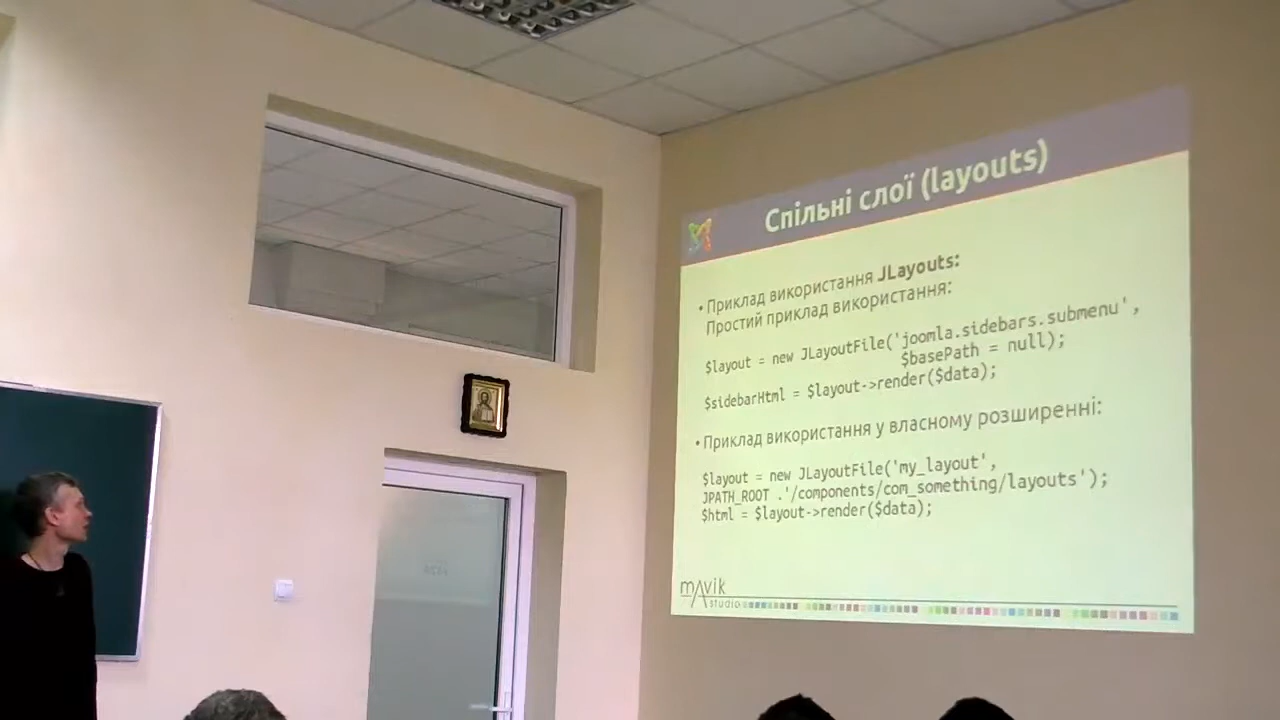 Спільні слої (layouts)
• Приклад використання JLayouts:
Простий приклад використання:
$layout = new JLayoutFile('joomla.sidebars.submenu',
$basePath = null);
$sidebarHtml = $layout->render($data);
• Приклад використання у власному розширенні:
$layout = new JLayoutFile('my_layout',
JPATH_ROOT .'/components/com_something/layouts');
$html = $layout->render($data);
mAvik
studio